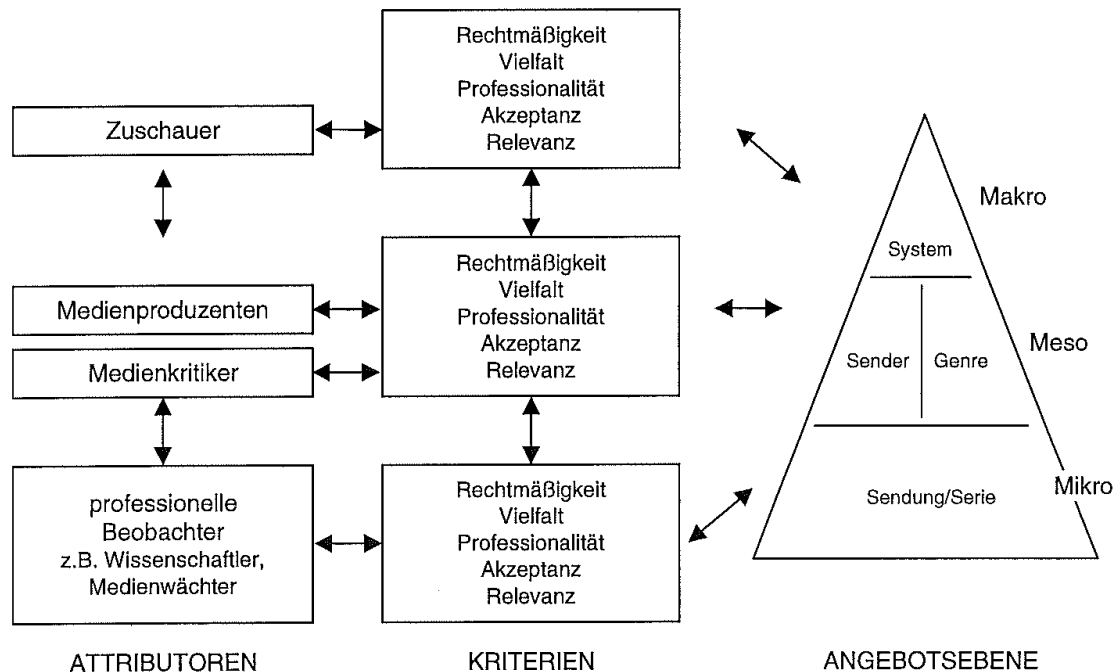 Rechtmäßigkeit
Vielfalt
Professionalität
Akzeptanz
Relevanz
Zuschauer
Rechtmäßigkeit
Vielfalt
Professionalität
Akzeptanz
Relevanz
Medienproduzenten
Medienkritiker
Rechtmäßigkeit
Vielfalt
Professionalität
Akzeptanz
Relevanz
professionelle
Beobachter
z.B. Wissenschaftler,
Medienwächter
Makro
System
Meso
Sender
Genre
Mikro
Sendung/Serie
ATTRIBUTOREN
KRITERIEN
ANGEBOTSEBENE